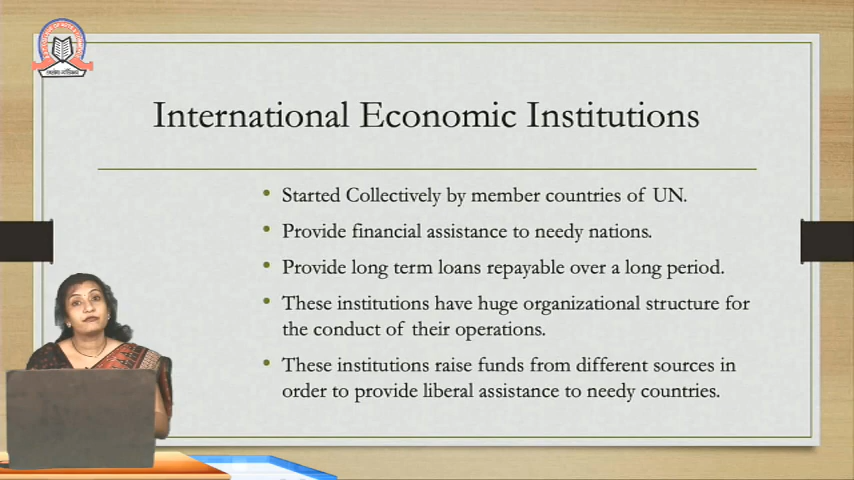 International Economic Institutions
• Started Collectively by member countries of UN.
• Provide financial assistance to needy nations.
• Provide long term loans repayable over a long period.
• These institutions have huge organizational structure for
the conduct of their operations.
• These institutions raise funds from different sources in
order to provide liberal assistance to needy countries.